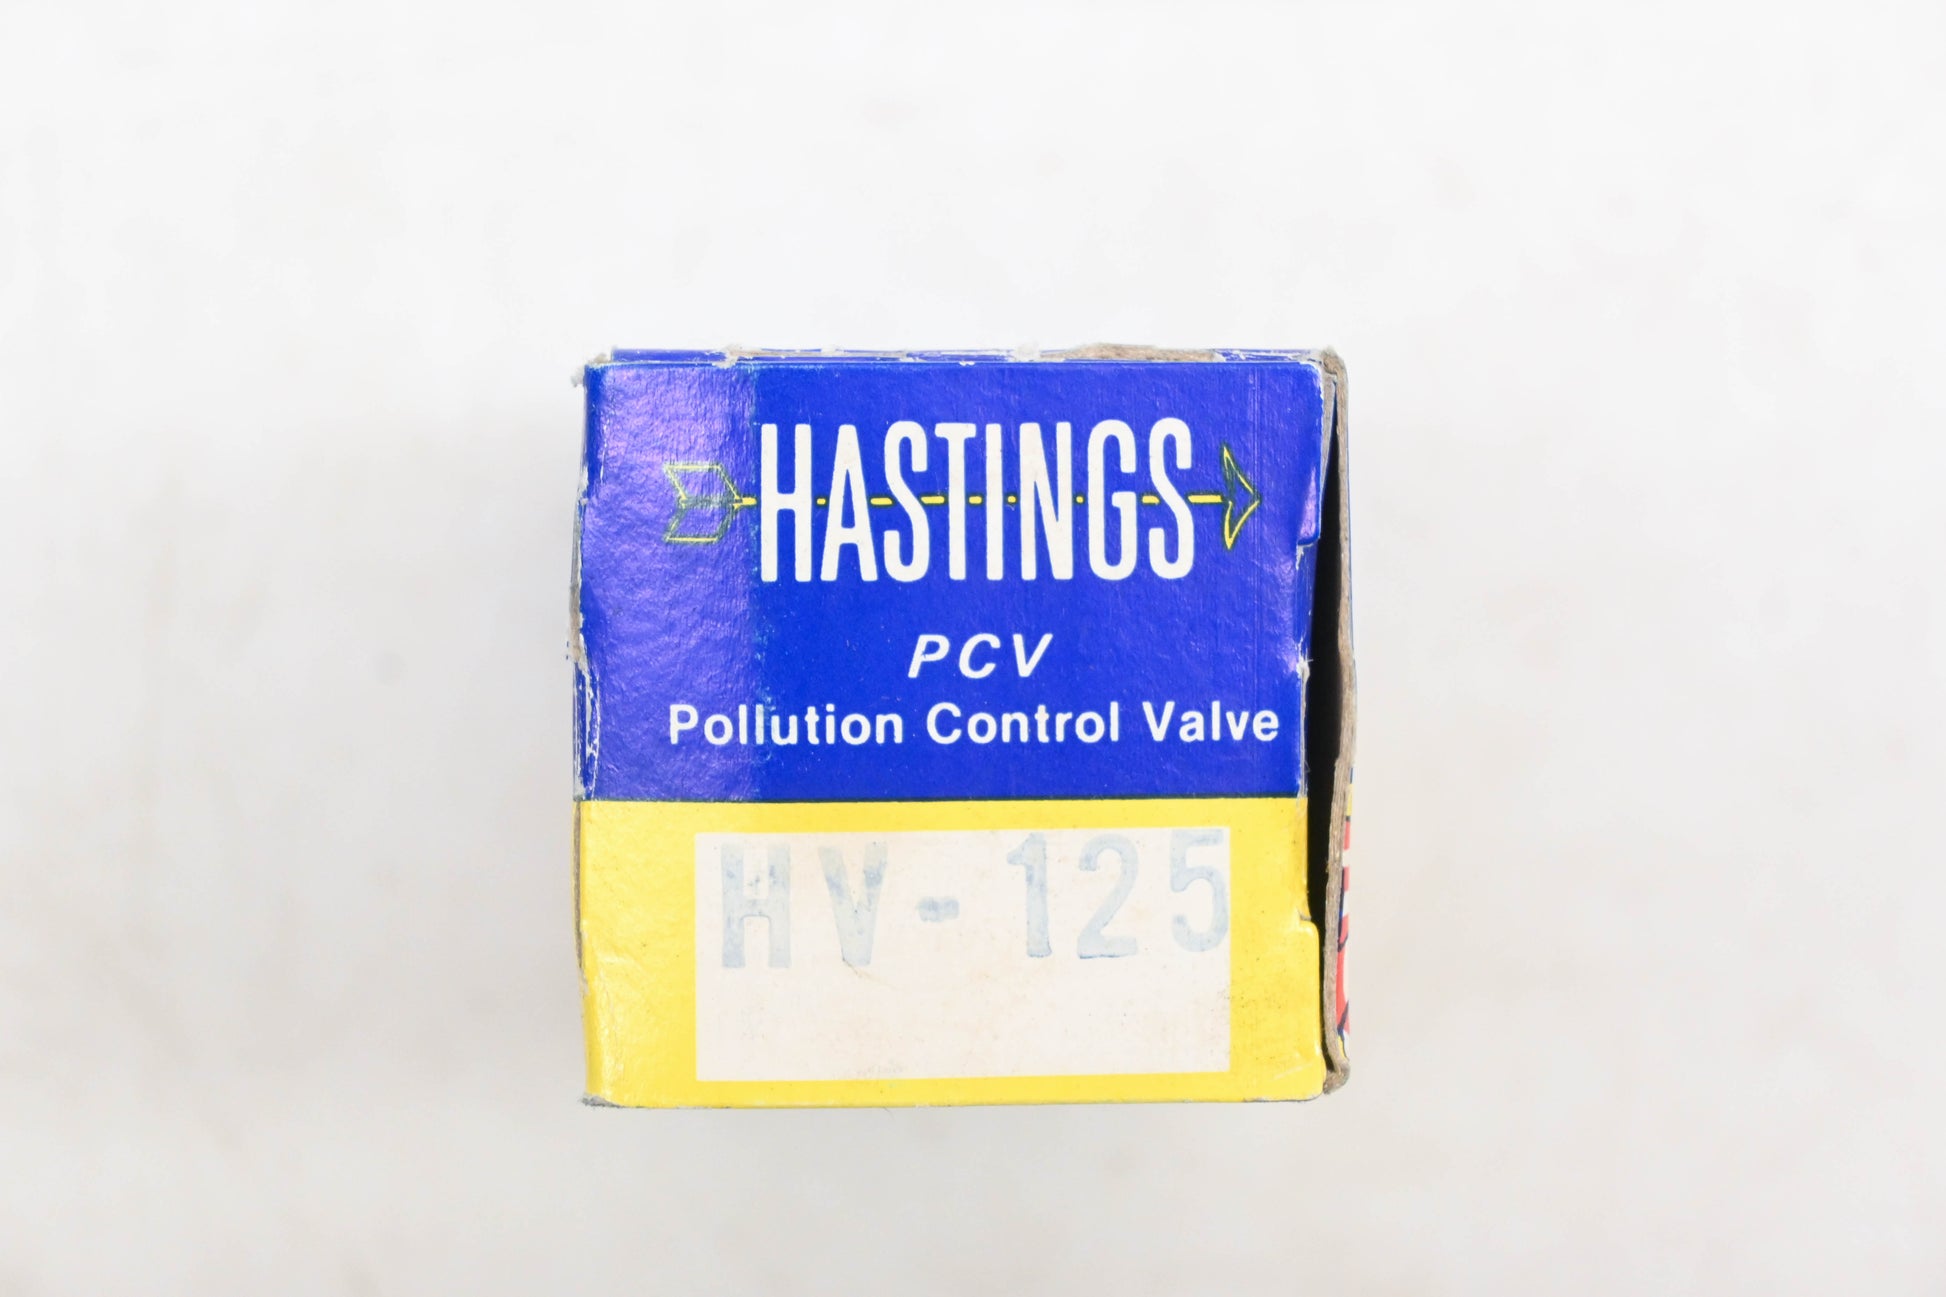 HASTINGS
PCV
Pollution Control Valve
HV-125